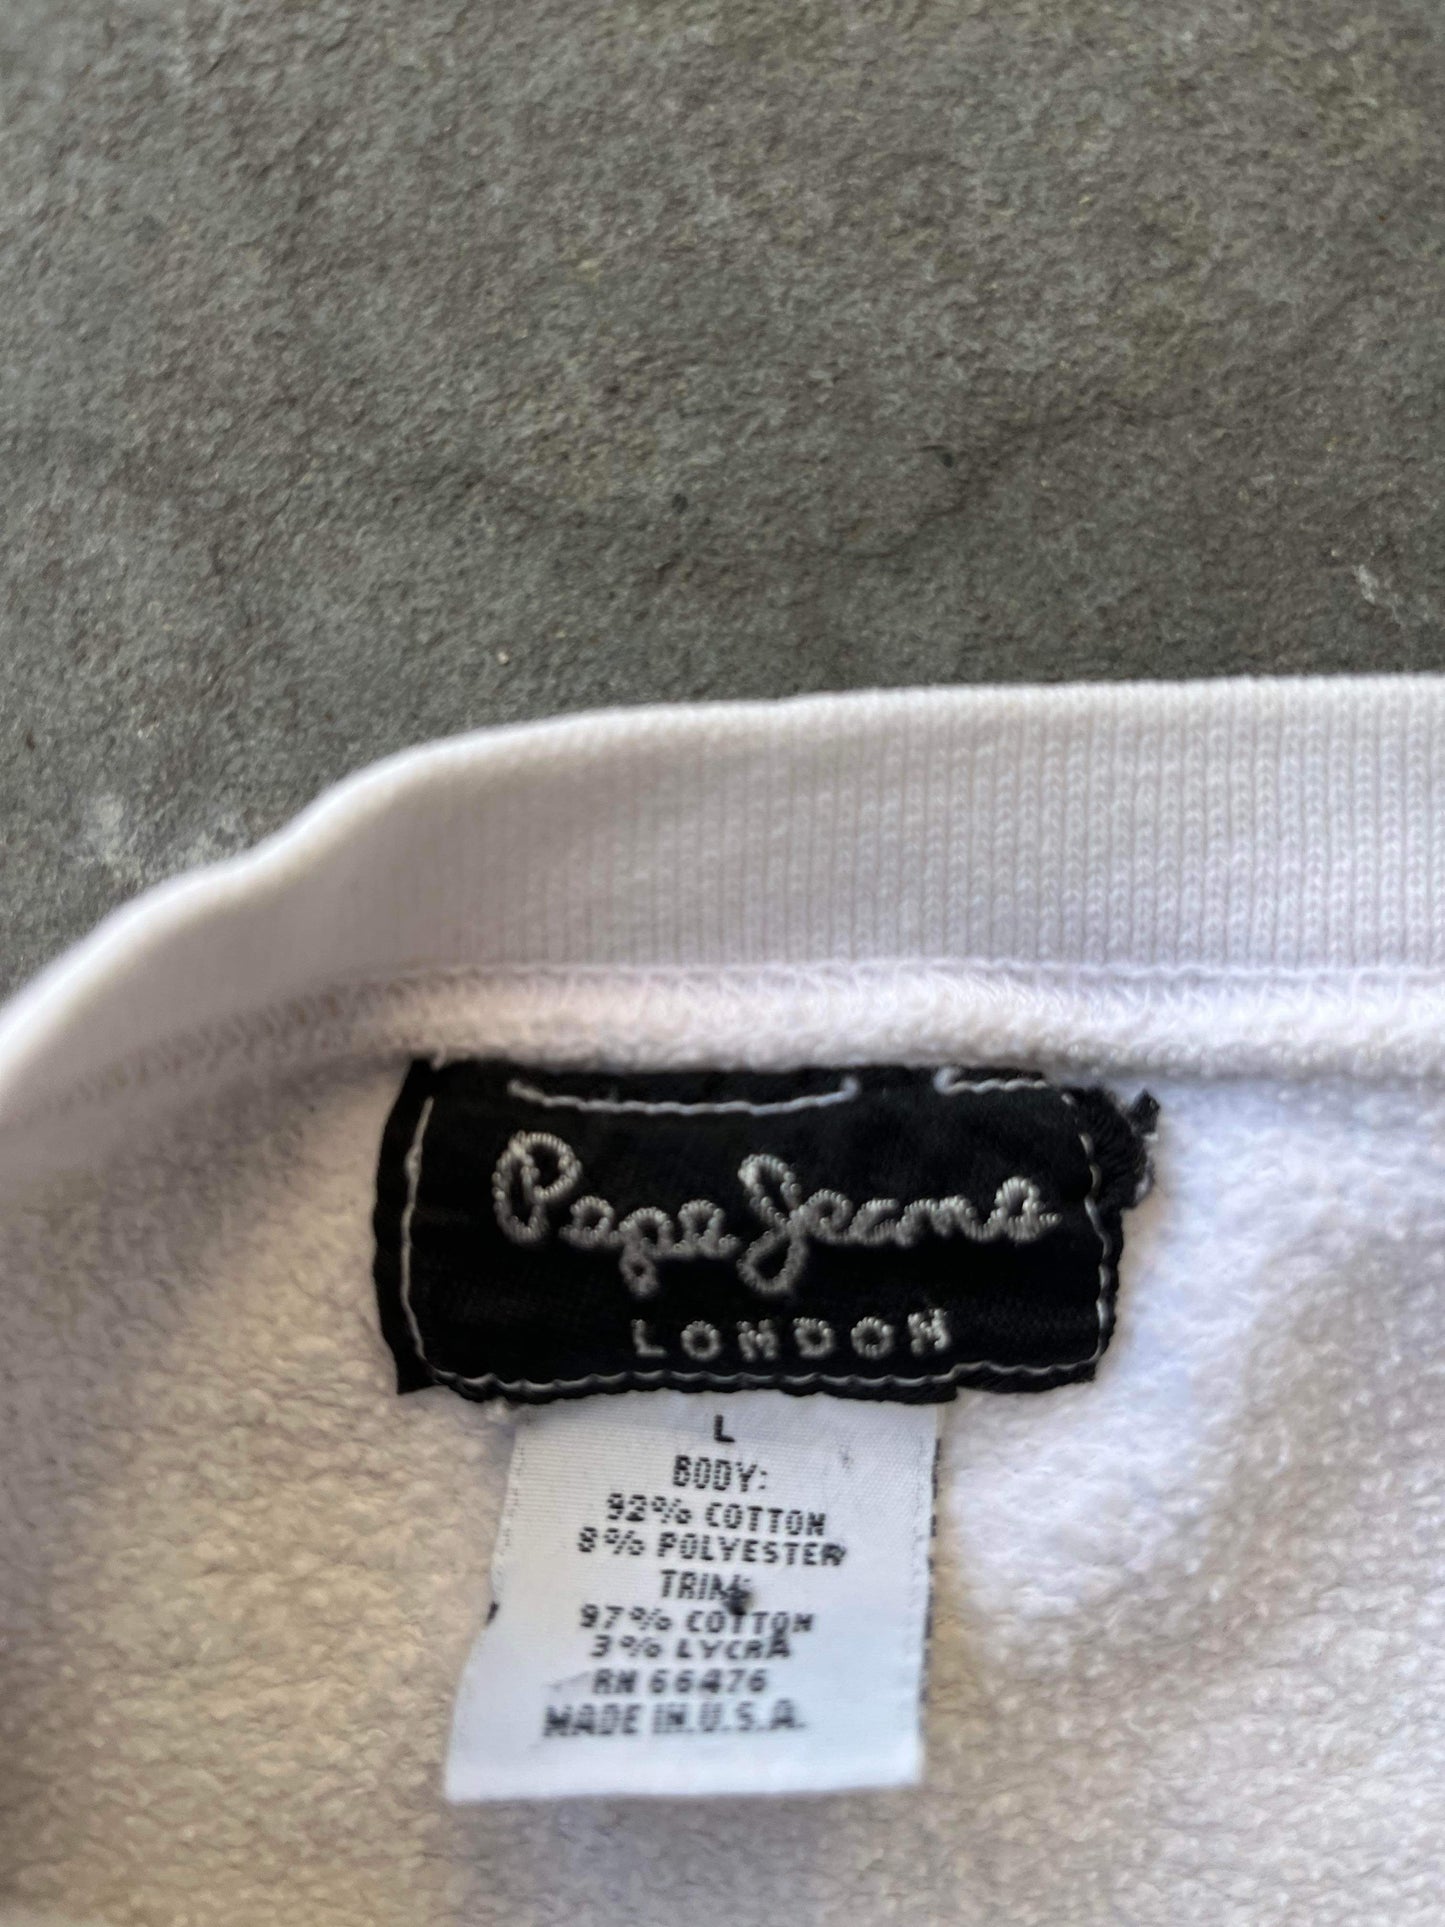 Pepe Jeans
LONDON
L
BODY:
92% COTTON
8% POLYESTER
TRIM:
97% COTTON
3% LYCRA
RN 66476
MADE IN U.S.A.